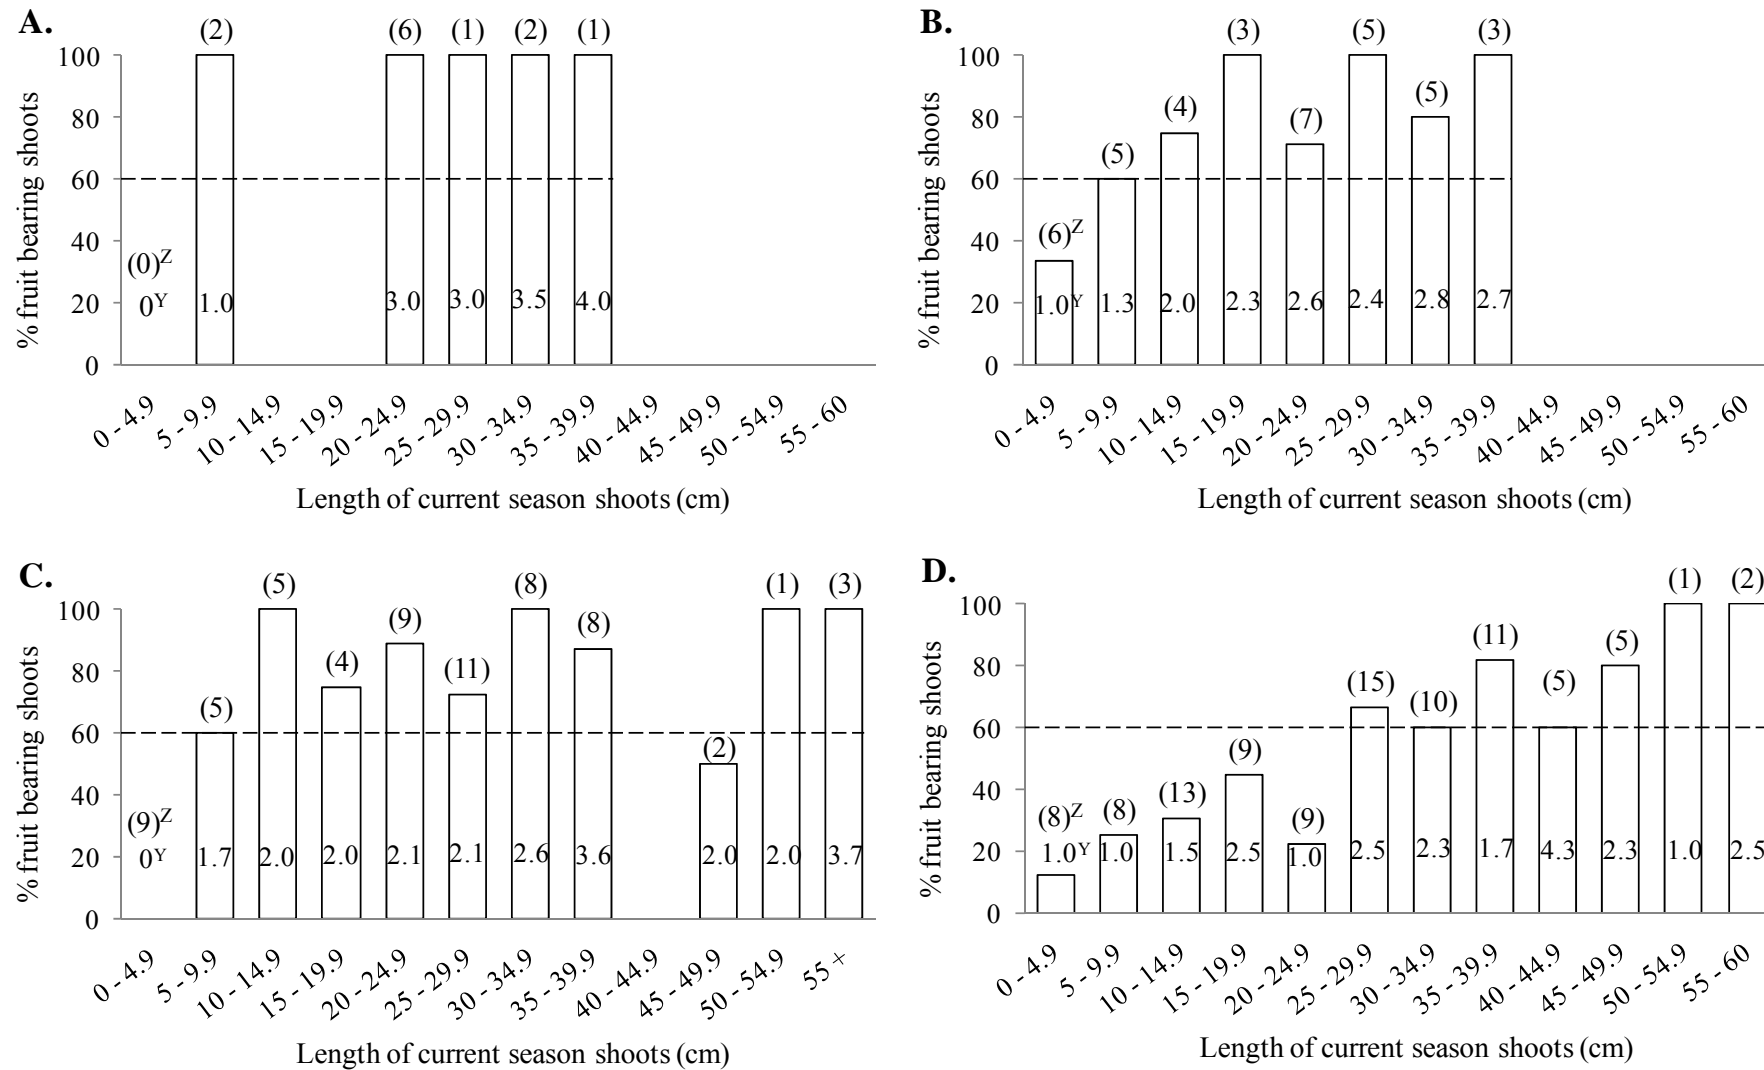 A.
(2) (6) (1) (2) (1)
% fruit bearing shoots
100
80
60
40
20
0
(0)Z
0Y 1.0 3.0 3.0 3.5 4.0
0 - 4.9 5 - 9.9 10 - 14.9 15 - 19.9 20 - 24.9 25 - 29.9 30 - 34.9 35 - 39.9 40 - 44.9 45 - 49.9 50 - 54.9 55 - 60
Length of current season shoots (cm)
B.
(6)Z (5) (4) (3) (7) (5) (5) (3)
% fruit bearing shoots
100
80
60
40
20
0
1.0Y 1.3 2.0 2.3 2.6 2.4 2.8 2.7
0 - 4.9 5 - 9.9 10 - 14.9 15 - 19.9 20 - 24.9 25 - 29.9 30 - 34.9 35 - 39.9 40 - 44.9 45 - 49.9 50 - 54.9 55 - 60
Length of current season shoots (cm)
C.
(9)Z (5) (5) (4) (9) (11) (8) (8) (2) (1) (3)
% fruit bearing shoots
100
80
60
40
20
0
0Y 1.7 2.0 2.0 2.1 2.1 2.6 3.6 2.0 2.0 3.7
0 - 4.9 5 - 9.9 10 - 14.9 15 - 19.9 20 - 24.9 25 - 29.9 30 - 34.9 35 - 39.9 40 - 44.9 45 - 49.9 50 - 54.9 55 +
Length of current season shoots (cm)
D.
(8)Z (8) (13) (9) (9) (15) (10) (11) (5) (5) (1) (2)
% fruit bearing shoots
100
80
60
40
20
0
1.0Y 1.0 1.5 2.5 1.0 2.5 2.3 1.7 4.3 2.3 1.0 2.5
0 - 4.9 5 - 9.9 10 - 14.9 15 - 19.9 20 - 24.9 25 - 29.9 30 - 34.9 35 - 39.9 40 - 44.9 45 - 49.9 50 - 54.9 55 - 60
Length of current season shoots (cm)